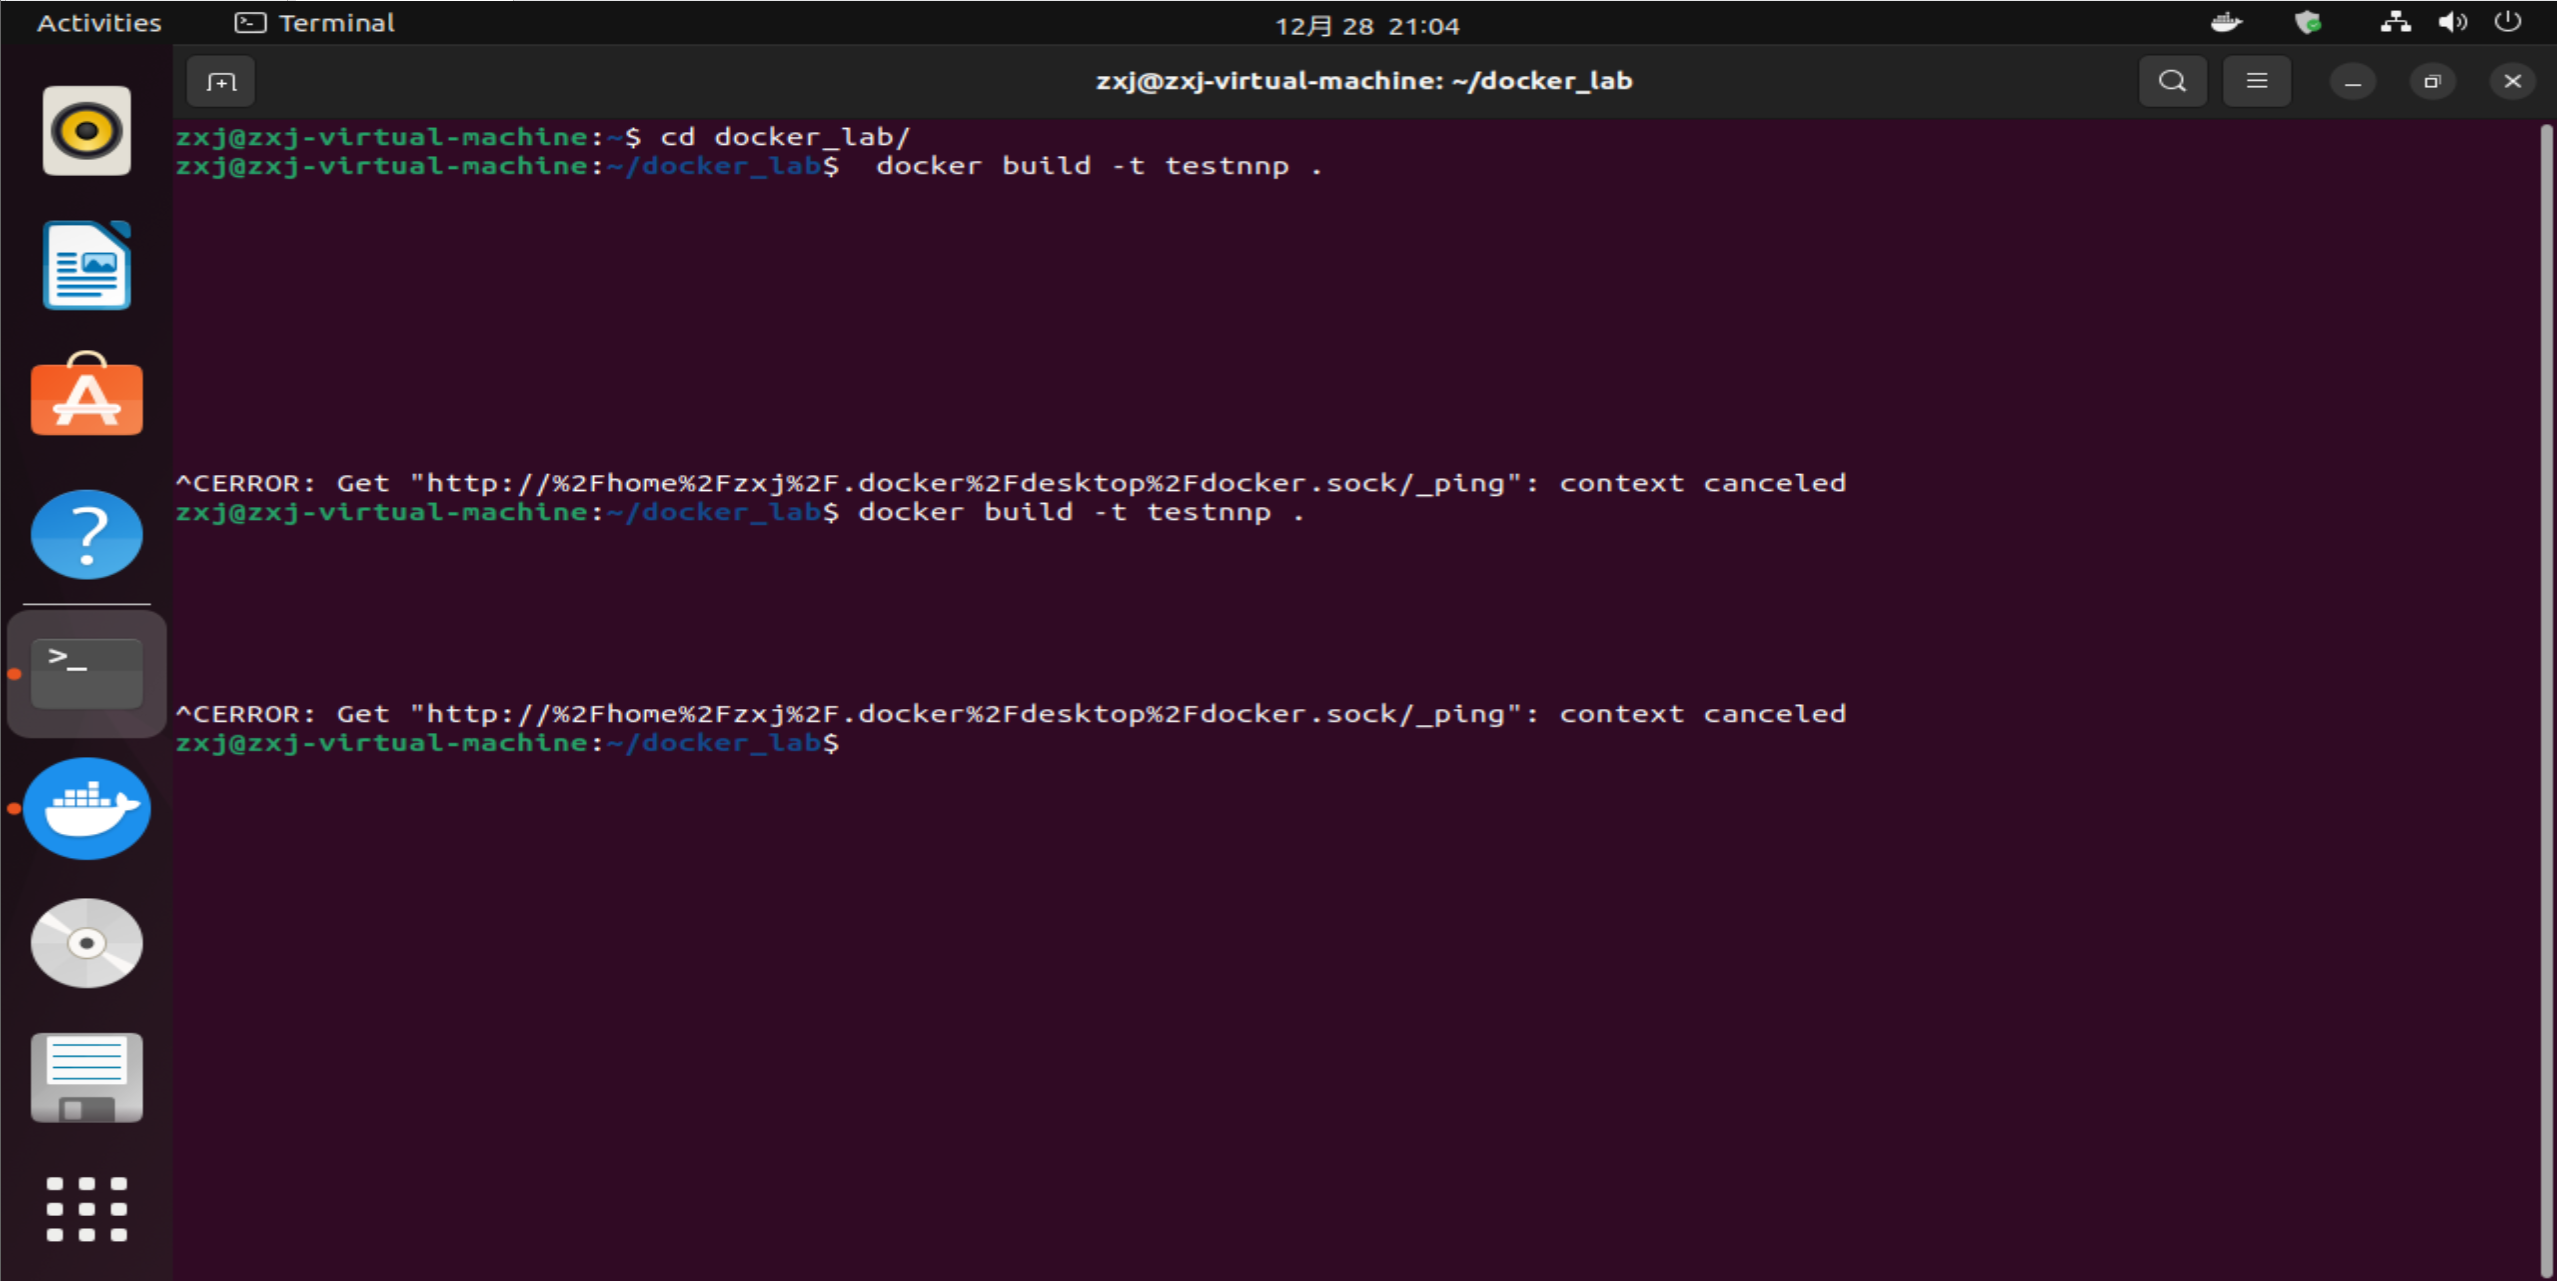 Activities Terminal 12月 28 21:04
zxj@zxj-virtual-machine: ~/docker_lab
zxj@zxj-virtual-machine:~$ cd docker_lab/
zxj@zxj-virtual-machine:~/docker_lab$  docker build -t testnnp .
^CERROR: Get "http://%2Fhome%2Fzxj%2F.docker%2Fdesktop%2Fdocker.sock/_ping": context canceled
zxj@zxj-virtual-machine:~/docker_lab$ docker build -t testnnp .
^CERROR: Get "http://%2Fhome%2Fzxj%2F.docker%2Fdesktop%2Fdocker.sock/_ping": context canceled
zxj@zxj-virtual-machine:~/docker_lab$